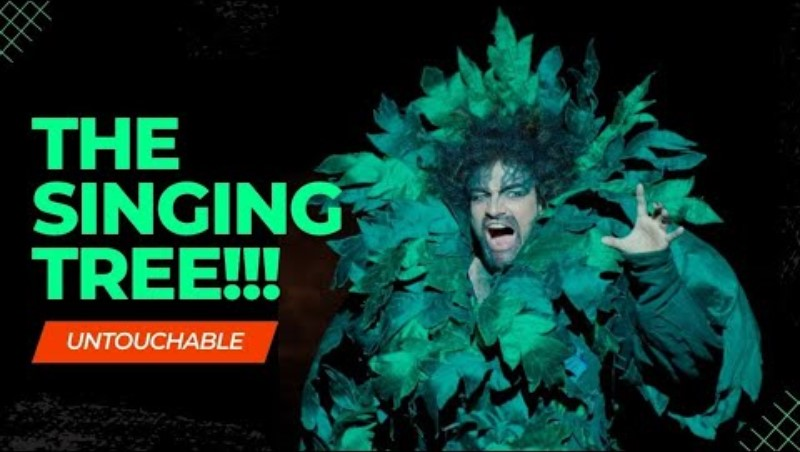 THE
SINGING
TREE!!!
UNTOUCHABLE